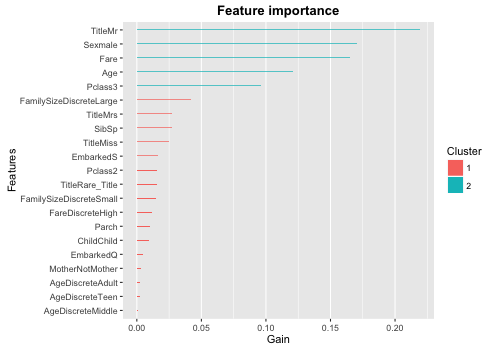 Feature importance
TitleMr
Sexmale
Fare
Age
Pclass3
FamilySizeDiscreteLarge
TitleMrs
SibSp
TitleMiss
EmbarkedS
Pclass2
TitleRare_Title
FamilySizeDiscreteSmall
FareDiscreteHigh
Parch
ChildChild
EmbarkedQ
MotherNotMother
AgeDiscreteAdult
AgeDiscreteTeen
AgeDiscreteMiddle
Features
0.00 0.05 0.10 0.15 0.20
Gain
Cluster
1
2